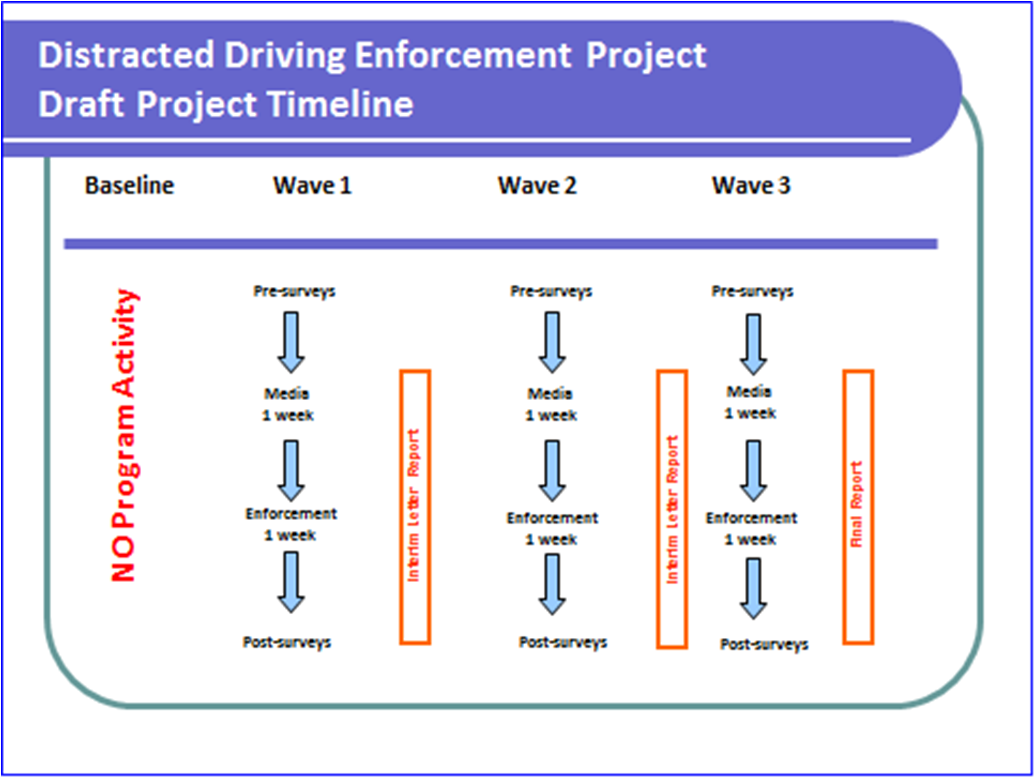 Distracted Driving Enforcement Project
Draft Project Timeline
Baseline
Wave 1
Wave 2
Wave 3
NO Program Activity
Pre-surveys
Media
1 week
Enforcement
1 week
Post-surveys
Interim Letter Report
Pre-surveys
Media
1 week
Enforcement
1 week
Post-surveys
Interim Letter Report
Pre-surveys
Media
1 week
Enforcement
1 week
Post-surveys
Final Report